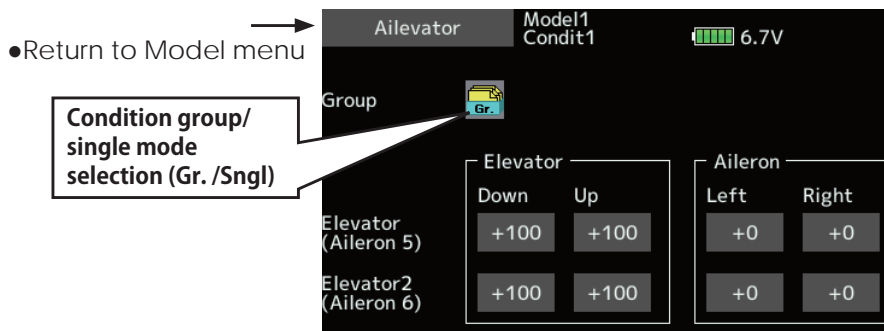 Ailevator
Model1
Condit1
6.7V
●Return to Model menu
Group
Gr.
Condition group/
single mode
selection (Gr. /Sngl)
Elevator
Aileron
Down Up Left Right
Elevator
(Aileron 5)
+100 +100 +0 +0
Elevator2
(Aileron 6)
+100 +100 +0 +0